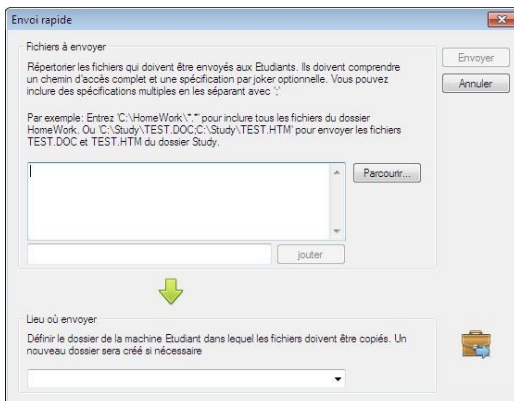 Envoi rapide
Fichiers à envoyer
Envoyer
Répertorier les fichiers qui doivent être envoyés aux Etudiants. Ils doivent comprendre
un chemin d'accès complet et une spécification par joker optionnelle. Vous pouvez
inclure des spécifications multiples en les séparant avec ';'
Annuler
Par exemple: Entrez 'C:\HomeWork\*.*' pour inclure tous les fichiers du dossier
HomeWork. Ou 'C:\Study\TEST.DOC;C:\Study\TEST.HTM' pour envoyer les fichiers
TEST.DOC et TEST.HTM du dossier Study.
Parcourir...
jouter
Lieu où envoyer
Définir le dossier de la machine Etudiant dans lequel les fichiers doivent être copiés. Un
nouveau dossier sera créé si nécessaire